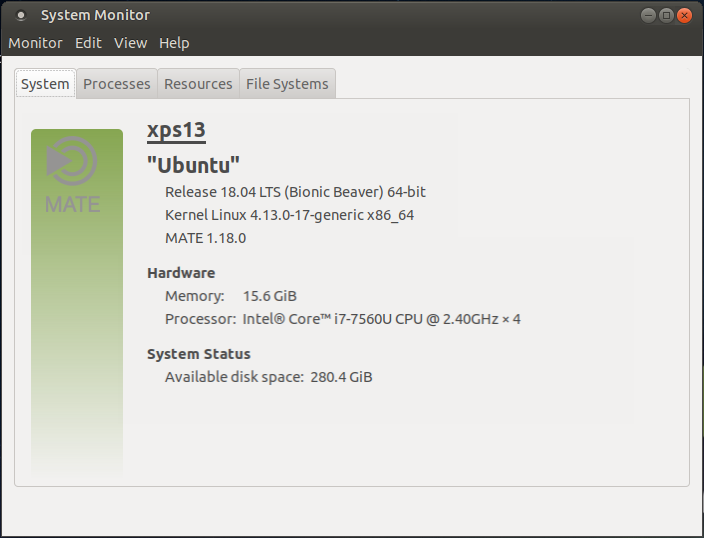 System Monitor
Monitor Edit View Help
System Processes Resources File Systems
MATE
xps13
"Ubuntu"
Release 18.04 LTS (Bionic Beaver) 64-bit
Kernel Linux 4.13.0-17-generic x86_64
MATE 1.18.0
Hardware
Memory: 15.6 GiB
Processor: Intel® Core™ i7-7560U CPU @ 2.40GHz × 4
System Status
Available disk space: 280.4 GiB